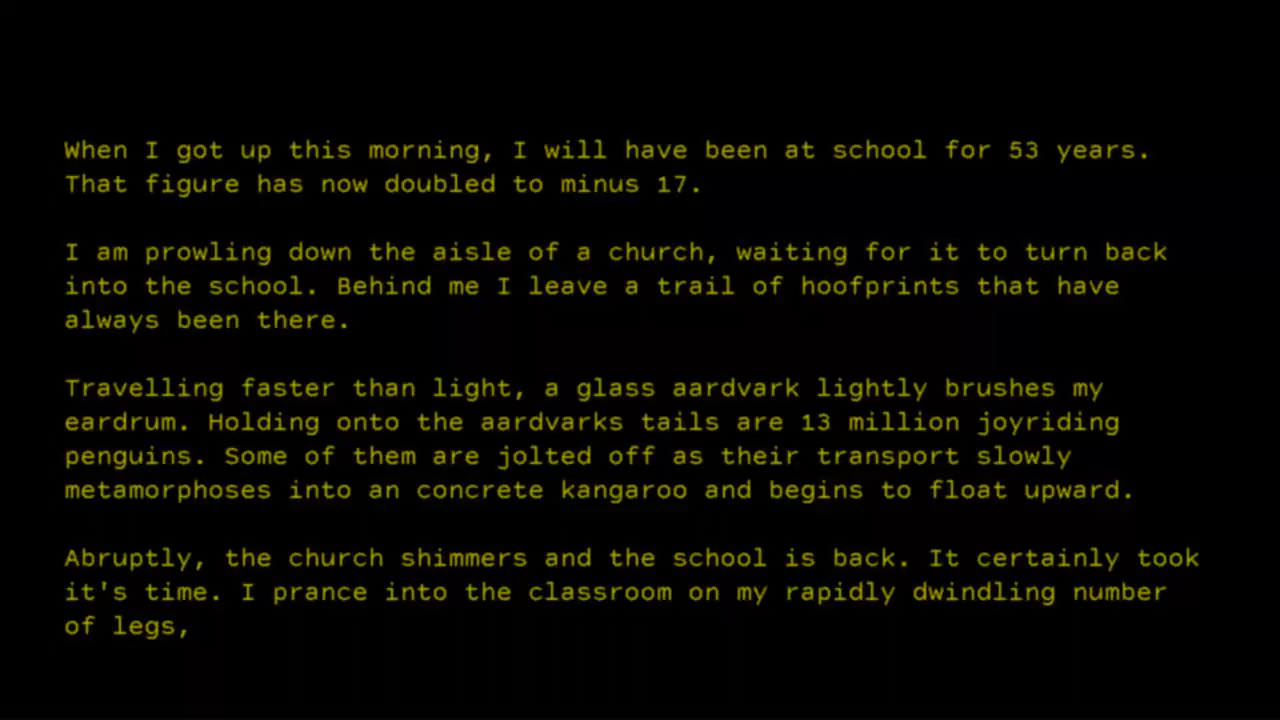 When I got up this morning, I will have been at school for 53 years.
That figure has now doubled to minus 17.
I am prowling down the aisle of a church, waiting for it to turn back
into the school. Behind me I leave a trail of hoofprints that have
always been there.
Travelling faster than light, a glass aardvark lightly brushes my
eardrum. Holding onto the aardvarks tails are 13 million joyriding
penguins. Some of them are jolted off as their transport slowly
metamorphoses into an concrete kangaroo and begins to float upward.
Abruptly, the church shimmers and the school is back. It certainly took
it's time. I prance into the classroom on my rapidly dwindling number
of legs,